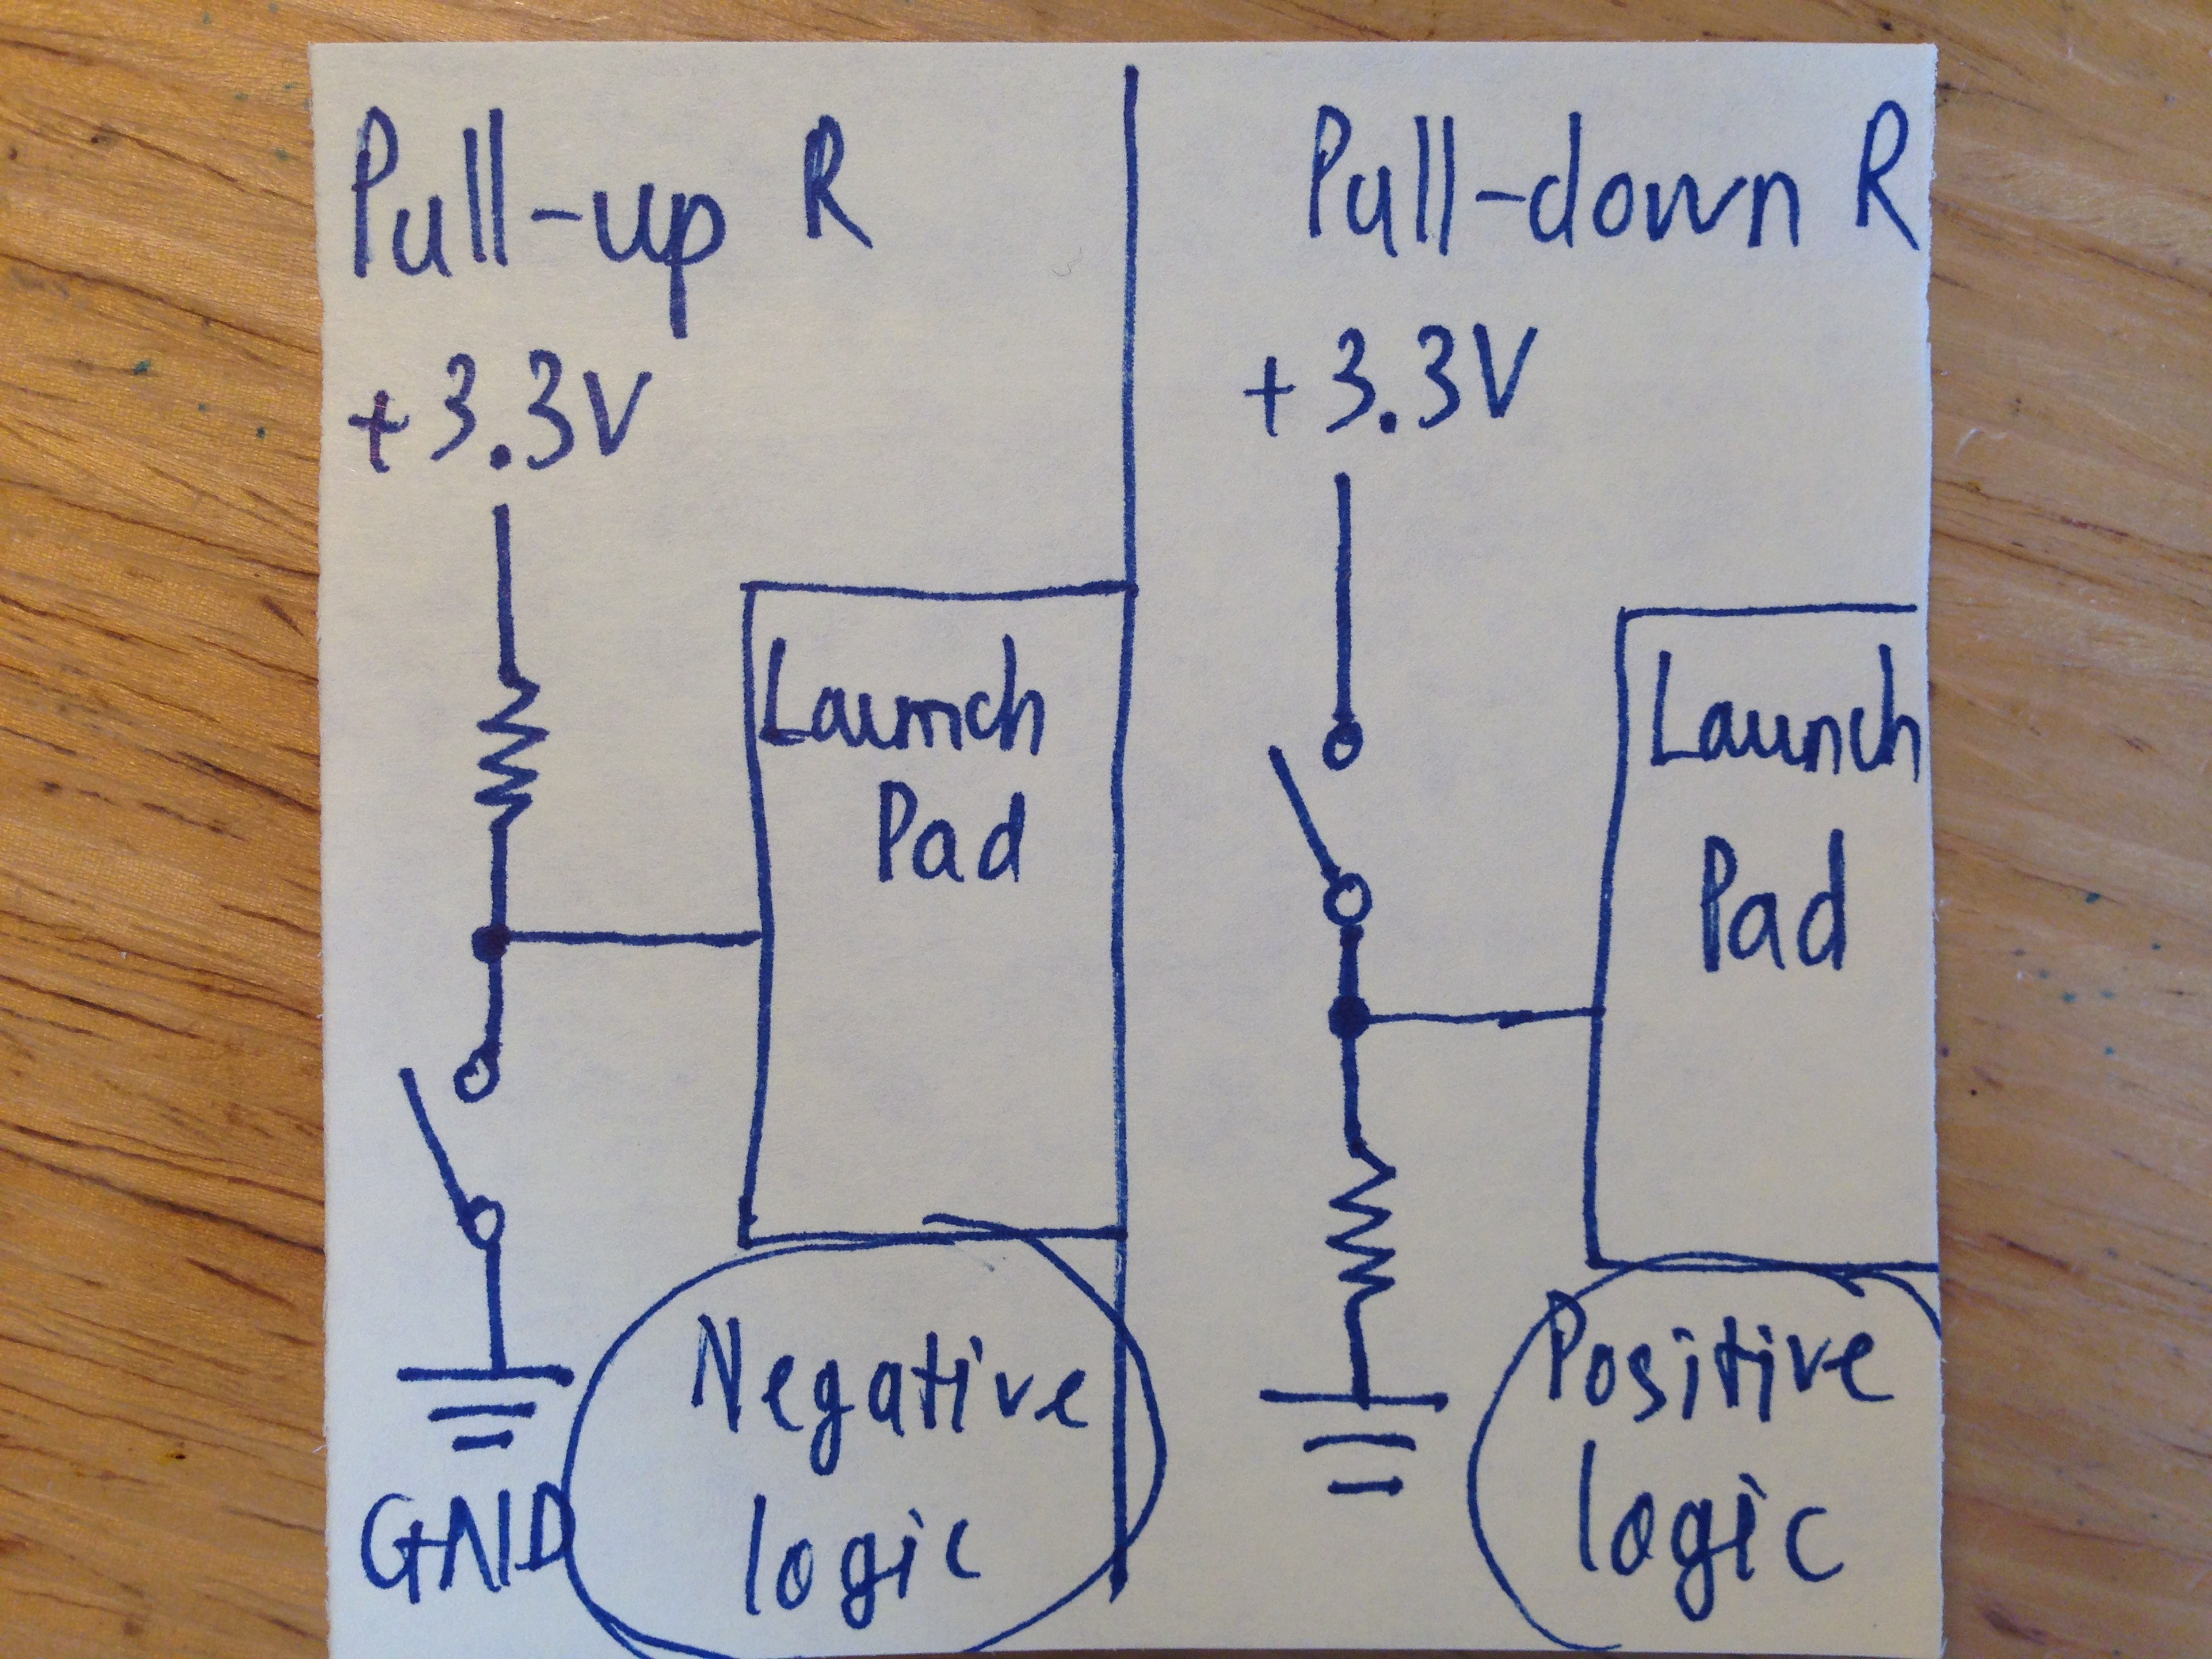 Pull-up R
+3.3V
Launch
Pad
GND
Negative
logic
Pull-down R
+3.3V
Launch
Pad
Positive
logic